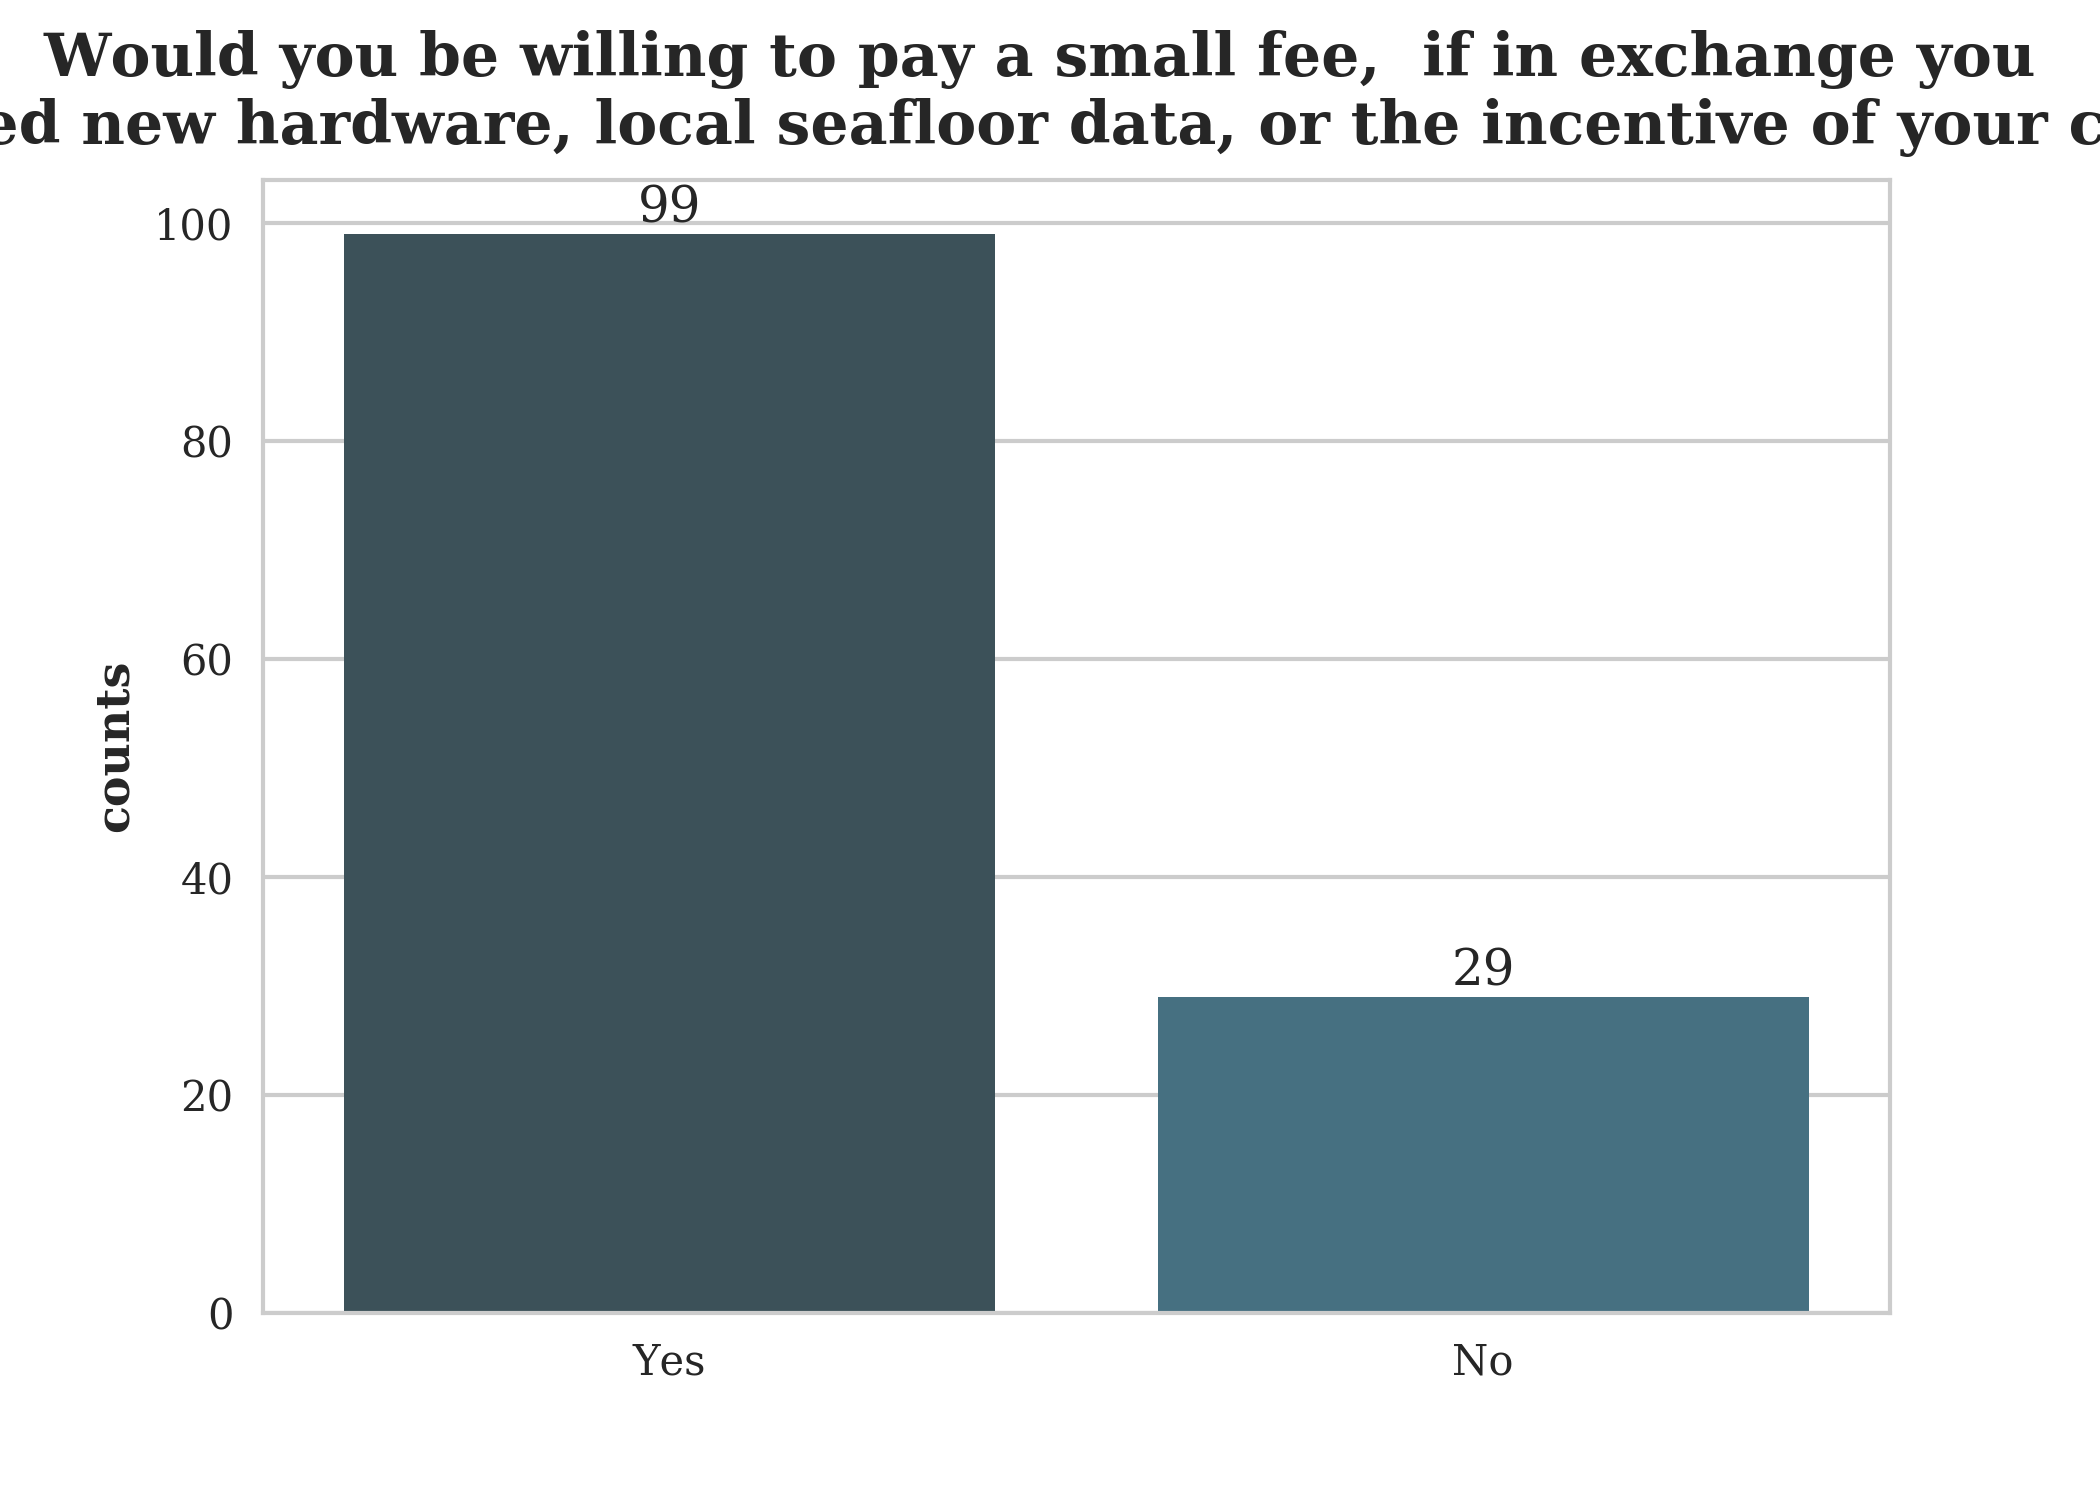 Would you be willing to pay a small fee,  if in exchange you
ed new hardware, local seafloor data, or the incentive of your c
99
100
80
60
40
20
0
counts
29
Yes
No